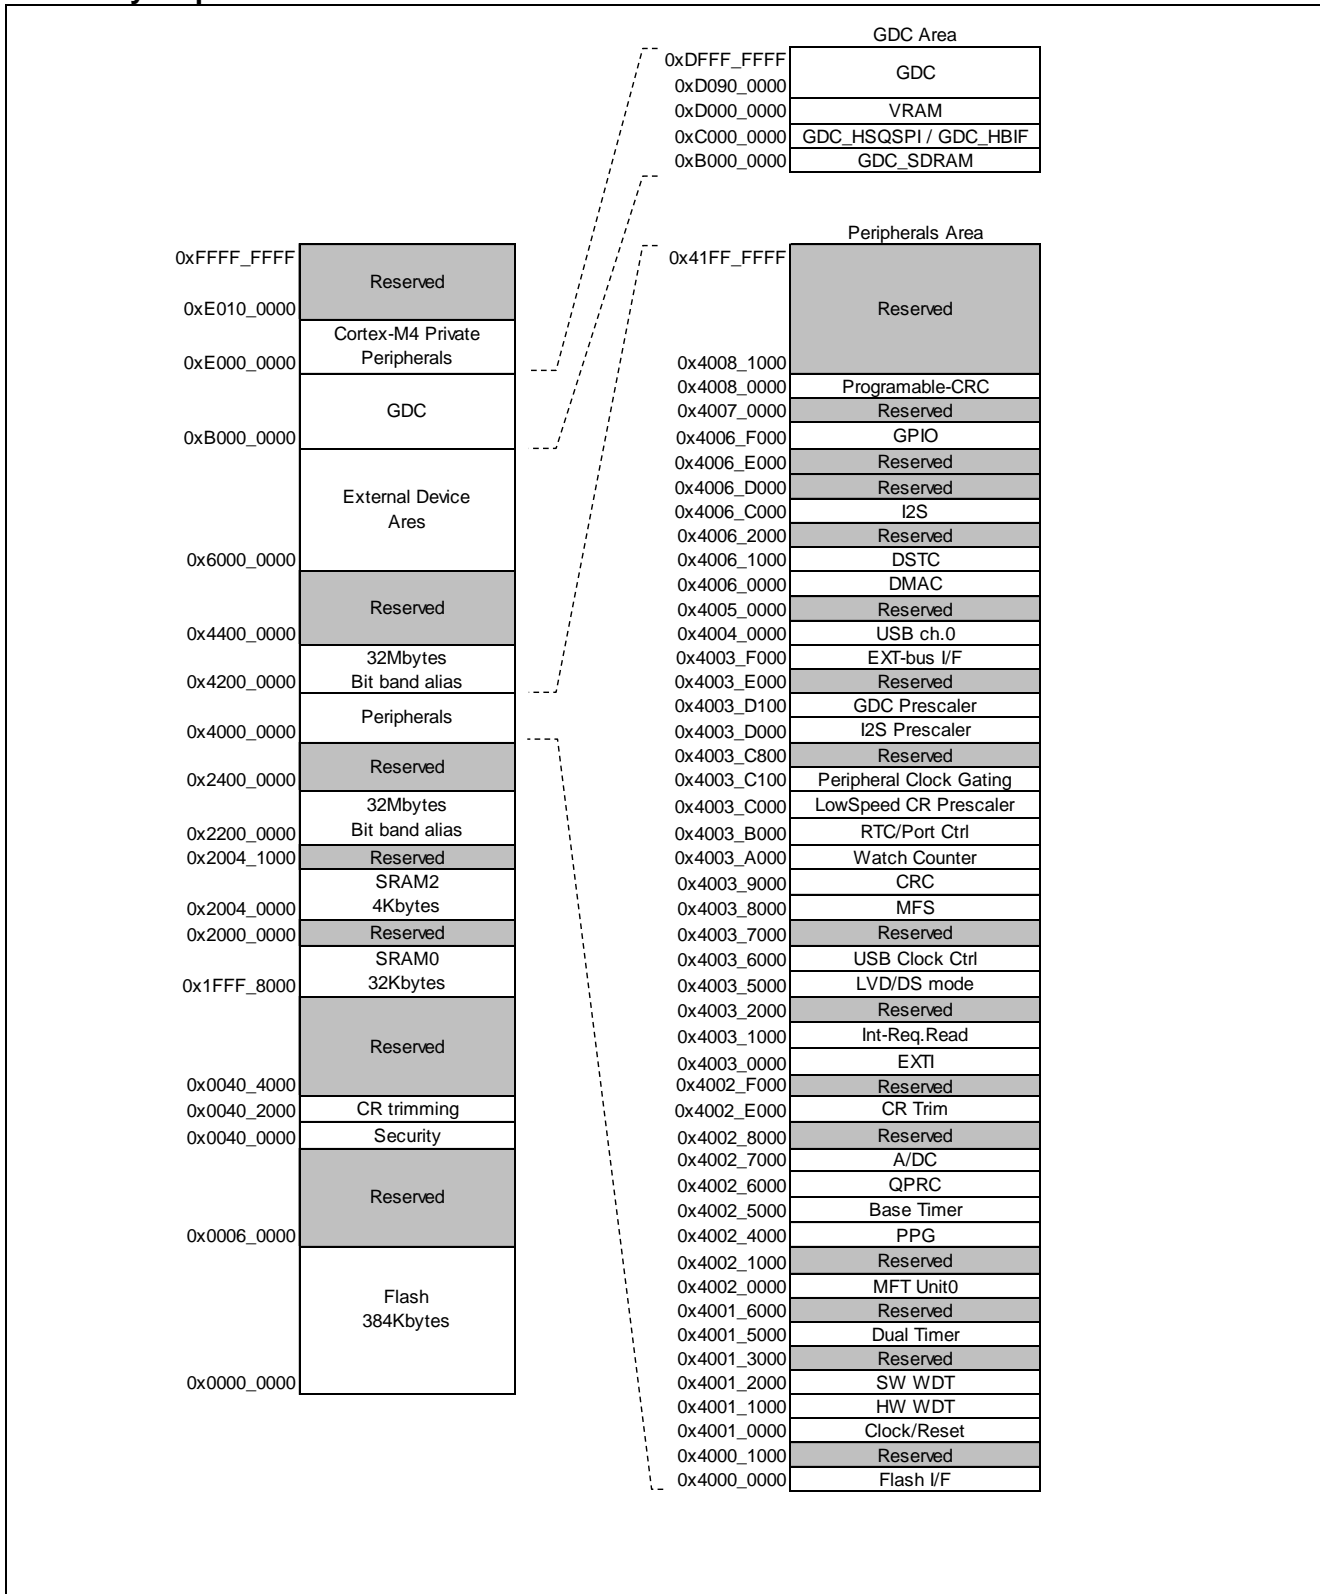 GDC Area
0xDFFF_FFFF
GDC
0xD090_0000
0xD000_0000 VRAM
0xC000_0000 GDC_HSQSPI / GDC_HBIF
0xB000_0000 GDC_SDRAM
0xFFFF_FFFF
Reserved
0xE010_0000
Cortex-M4 Private
Peripherals
0xE000_0000
GDC
0xB000_0000
External Device
Ares
0x6000_0000
Reserved
0x4400_0000
32Mbytes
0x4200_0000 Bit band alias
Peripherals
0x4000_0000
Reserved
0x2400_0000
32Mbytes
0x2200_0000 Bit band alias
0x2004_1000 Reserved
SRAM2
0x2004_0000 4Kbytes
0x2000_0000 Reserved
SRAM0
0x1FFF_8000 32Kbytes
Reserved
0x0040_4000
0x0040_2000 CR trimming
0x0040_0000 Security
Reserved
0x0006_0000
Flash
384Kbytes
0x0000_0000
Peripherals Area
0x41FF_FFFF
Reserved
0x4008_1000
0x4008_0000 Programable-CRC
0x4007_0000 Reserved
0x4006_F000 GPIO
0x4006_E000 Reserved
0x4006_D000 Reserved
0x4006_C000 I2S
0x4006_2000 Reserved
0x4006_1000 DSTC
0x4006_0000 DMAC
0x4005_0000 Reserved
0x4004_0000 USB ch.0
0x4003_F000 EXT-bus I/F
0x4003_E000 Reserved
0x4003_D100 GDC Prescaler
0x4003_D000 I2S Prescaler
0x4003_C800 Reserved
0x4003_C100 Peripheral Clock Gating
0x4003_C000 LowSpeed CR Prescaler
0x4003_B000 RTC/Port Ctrl
0x4003_A000 Watch Counter
0x4003_9000 CRC
0x4003_8000 MFS
0x4003_7000 Reserved
0x4003_6000 USB Clock Ctrl
0x4003_5000 LVD/DS mode
0x4003_2000 Reserved
0x4003_1000 Int-Req.Read
0x4003_0000 EXTI
0x4002_F000 Reserved
0x4002_E000 CR Trim
0x4002_8000 Reserved
0x4002_7000 A/DC
0x4002_6000 QPRC
0x4002_5000 Base Timer
0x4002_4000 PPG
0x4002_1000 Reserved
0x4002_0000 MFT Unit0
0x4001_6000 Reserved
0x4001_5000 Dual Timer
0x4001_3000 Reserved
0x4001_2000 SW WDT
0x4001_1000 HW WDT
0x4001_0000 Clock/Reset
0x4000_1000 Reserved
0x4000_0000 Flash I/F